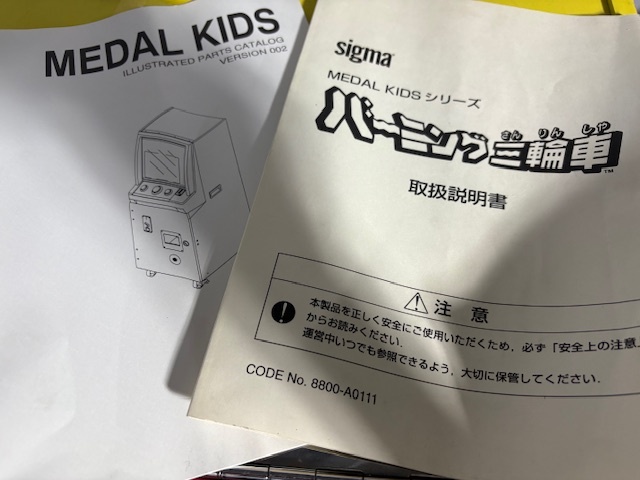 MEDAL KIDS
ILLUSTRATED PARTS CATALOG
VERSION 002
sigma
MEDAL KIDS シリーズ
さん りん しゃ
バーニング三輪車™
取扱説明書
注 意
本製品を正しく安全にご使用いただくため、必ず「安全上の注意
からお読みください.
運営中いつでも参照できるよう、大切に保管してください.
CODE No. 8800-A0111